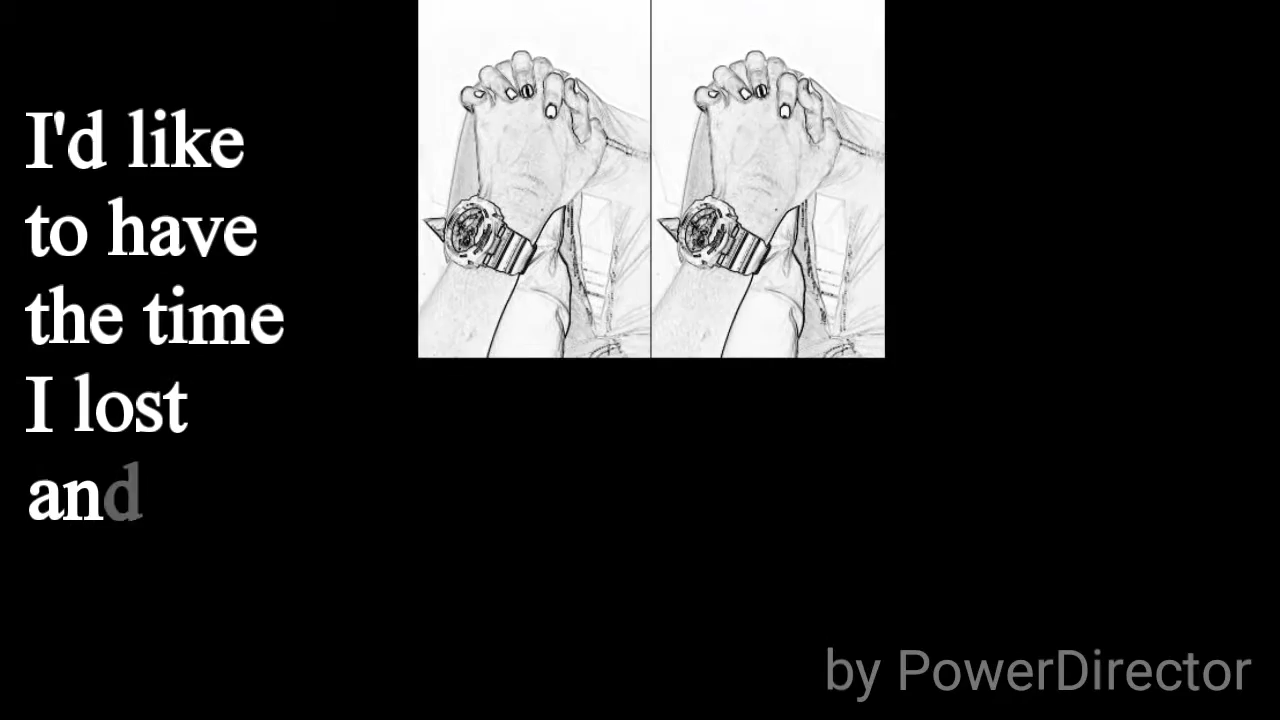 I'd like
to have
the time
I lost
and
by PowerDirector